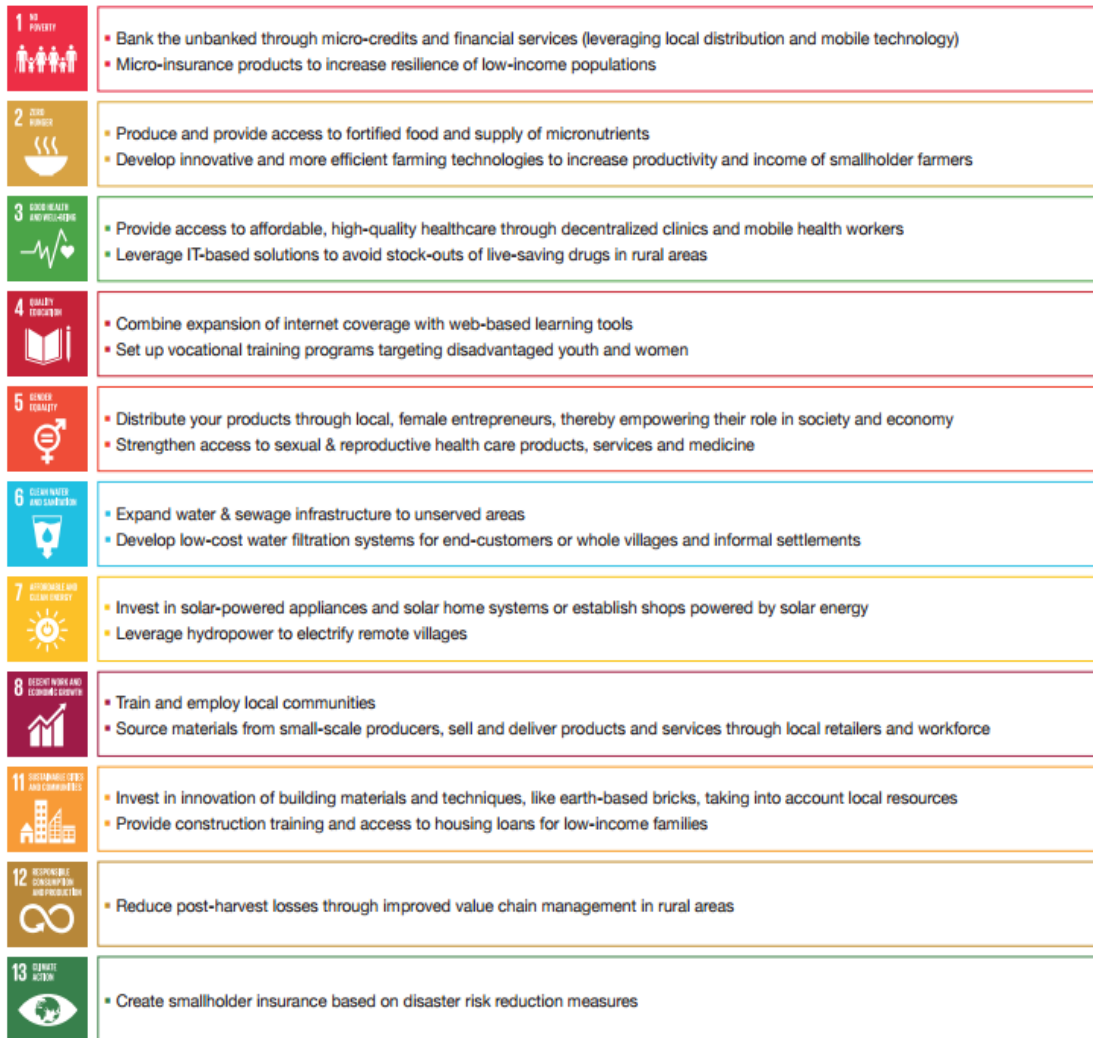 1 NO
POVERTY
▪ Bank the unbanked through micro-credits and financial services (leveraging local distribution and mobile technology)
▪ Micro-insurance products to increase resilience of low-income populations
2 ZERO
HUNGER
▪ Produce and provide access to fortified food and supply of micronutrients
▪ Develop innovative and more efficient farming technologies to increase productivity and income of smallholder farmers
3 GOOD HEALTH
AND WELL-BEING
▪ Provide access to affordable, high-quality healthcare through decentralized clinics and mobile health workers
▪ Leverage IT-based solutions to avoid stock-outs of live-saving drugs in rural areas
4 QUALITY
EDUCATION
▪ Combine expansion of internet coverage with web-based learning tools
▪ Set up vocational training programs targeting disadvantaged youth and women
5 GENDER
EQUALITY
▪ Distribute your products through local, female entrepreneurs, thereby empowering their role in society and economy
▪ Strengthen access to sexual & reproductive health care products, services and medicine
6 CLEAN WATER
AND SANITATION
▪ Expand water & sewage infrastructure to unserved areas
▪ Develop low-cost water filtration systems for end-customers or whole villages and informal settlements
7 AFFORDABLE AND
CLEAN ENERGY
▪ Invest in solar-powered appliances and solar home systems or establish shops powered by solar energy
▪ Leverage hydropower to electrify remote villages
8 DECENT WORK AND
ECONOMIC GROWTH
▪ Train and employ local communities
▪ Source materials from small-scale producers, sell and deliver products and services through local retailers and workforce
11 SUSTAINABLE CITIES
AND COMMUNITIES
▪ Invest in innovation of building materials and techniques, like earth-based bricks, taking into account local resources
▪ Provide construction training and access to housing loans for low-income families
12 RESPONSIBLE
CONSUMPTION
AND PRODUCTION
▪ Reduce post-harvest losses through improved value chain management in rural areas
13 CLIMATE
ACTION
▪ Create smallholder insurance based on disaster risk reduction measures